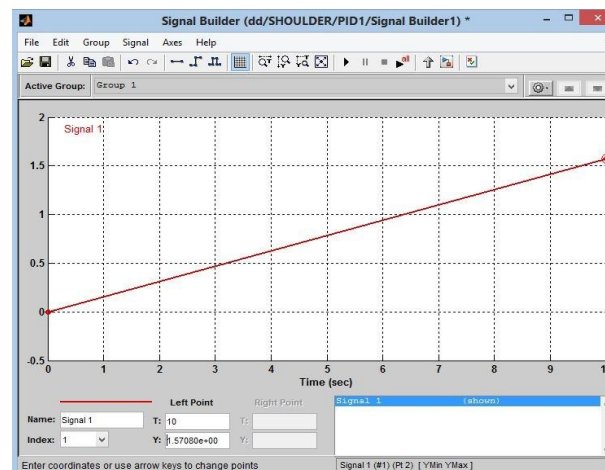 Signal Builder (dd/SHOULDER/PID1/Signal Builder1) *
File Edit Group Signal Axes Help
all
Active Group: Group 1
Signal 1
2
1.5
1
0.5
0
-0.5
0 1 2 3 4 5 6 7 8 9
Time (sec)
Left Point Right Point
Name: Signal 1 T: 10 T:
Index: 1 Y: 1.57080e+00 Y:
Signal 1 (shown)
Enter coordinates or use arrow keys to change points
Signal 1 (#1) (Pt 2) [ YMin YMax ]